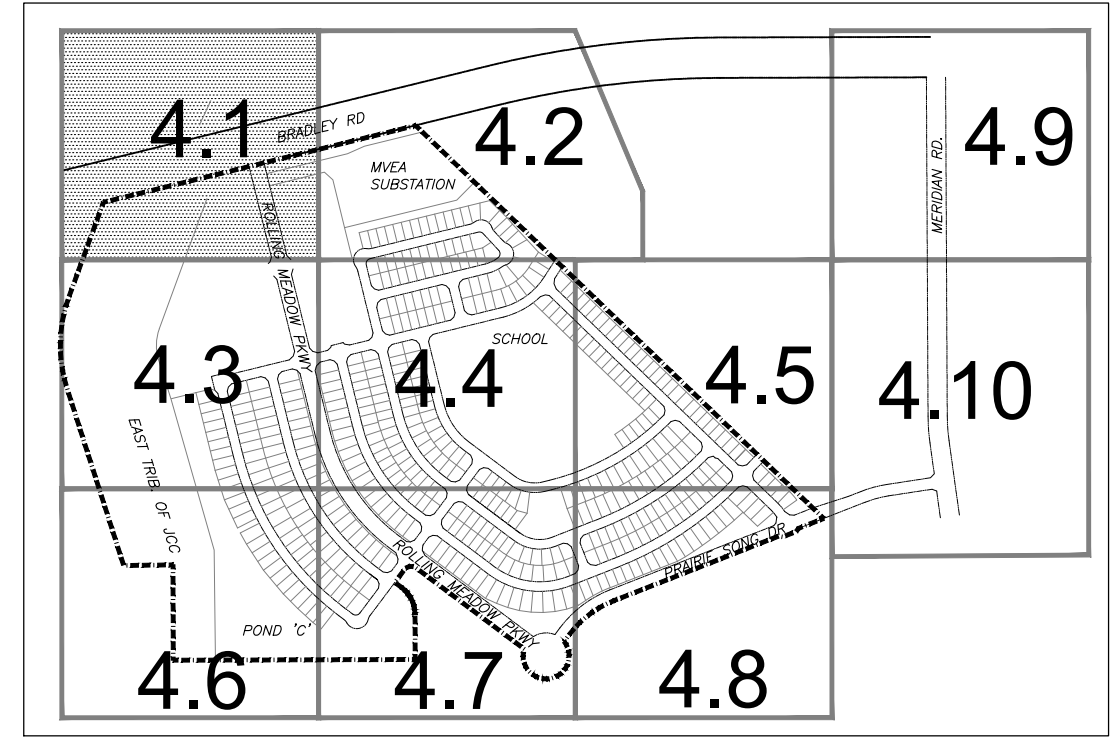 4.1
BRADLEY RD
4.2
4.9
MVEA
SUBSTATION
MERIDIAN RD.
ROLLING MEADOW PKWY
SCHOOL
4.3
4.4
4.5
4.10
EAST TRIB. OF JCC
ROLLING MEADOW PKWY
PRAIRIE SONG DR
POND 'C'
4.6
4.7
4.8